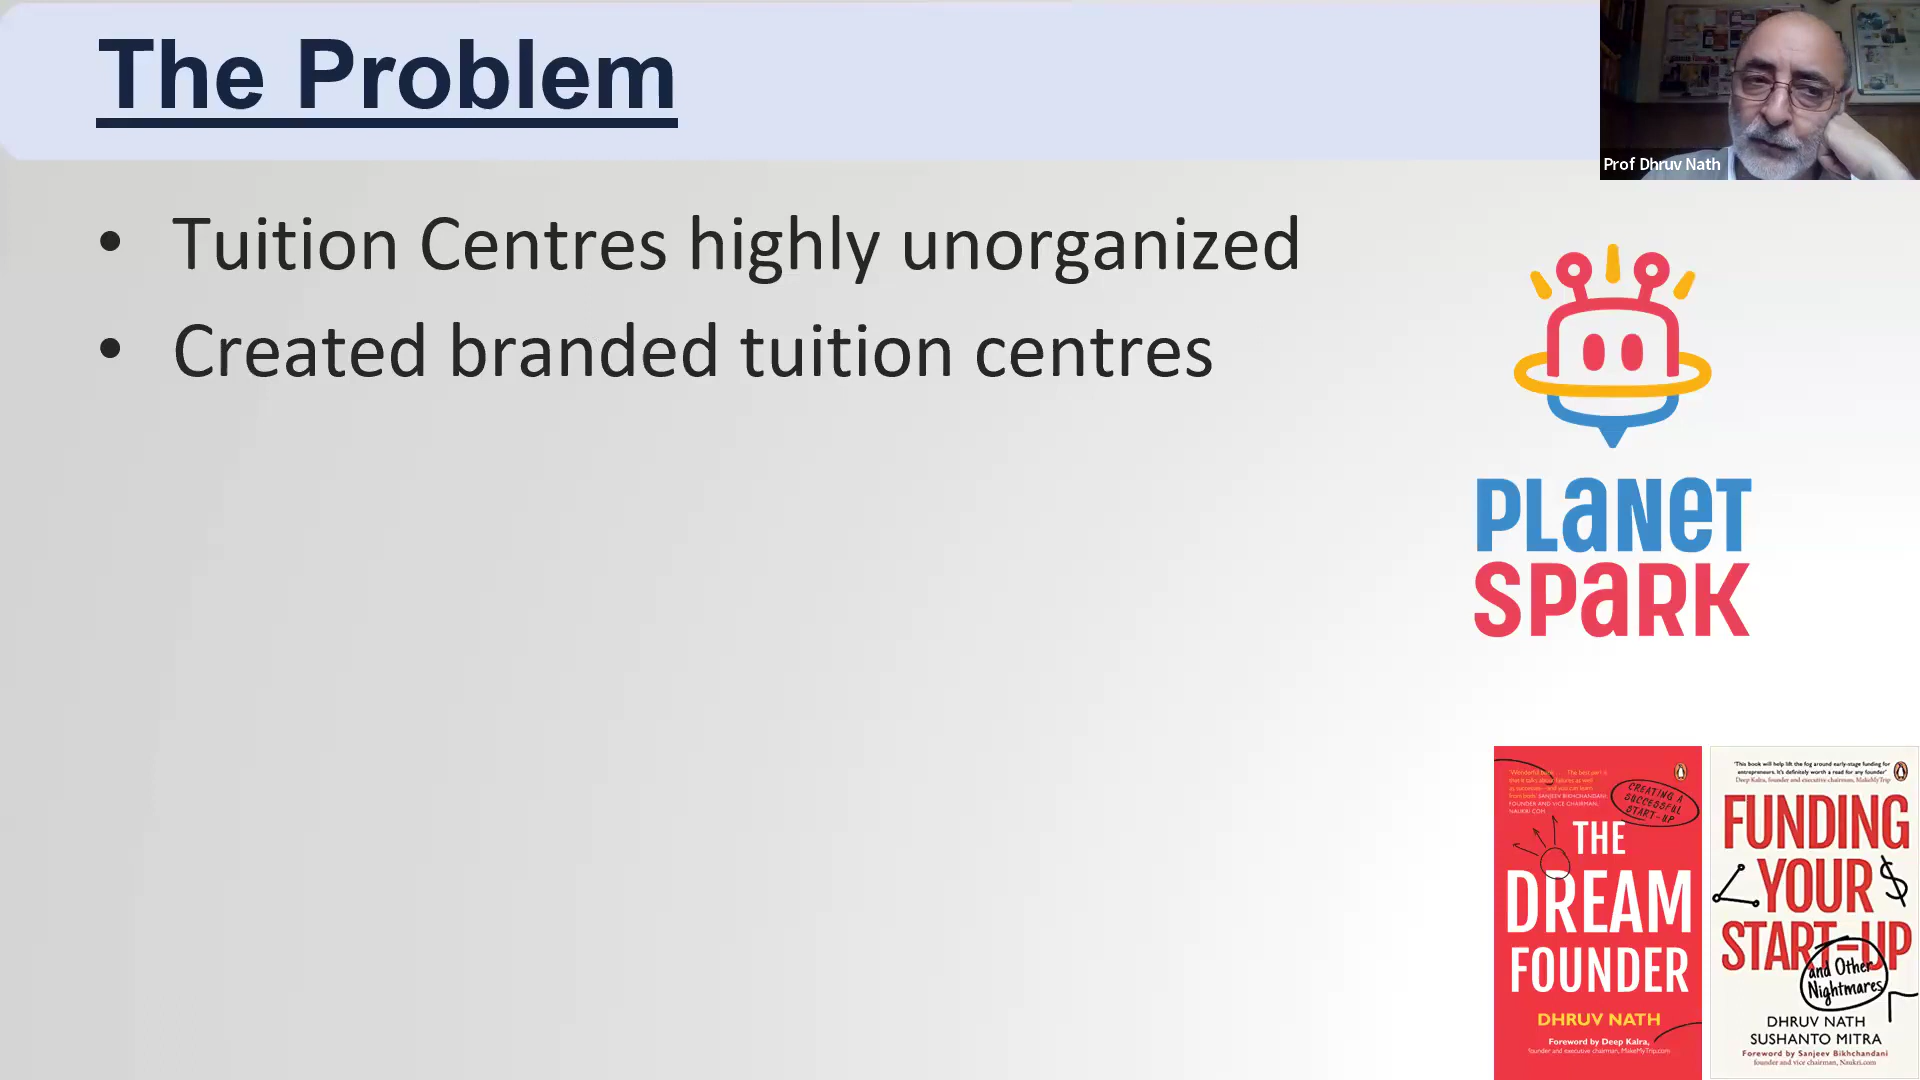 The Problem
Prof Dhruv Nath
• Tuition Centres highly unorganized
• Created branded tuition centres
PLANET
SPARK
CREATING A
SUCCESSFUL
START-UP
THE
DREAM
FOUNDER
DHRUV NATH
Foreword by Deep Kalra,
founder and executive chairman, MakeMyTrip.com
'This book will help lift the fog around early-stage funding for
entrepreneurs. It's definitely worth a read for any founder'
Deep Kalra, founder and executive chairman, MakeMyTrip
FUNDING
YOUR
START-UP
and Other
Nightmares
DHRUV NATH
SUSHANTO MITRA
Foreword by Sanjeev Bikhchandani
founder and vice chairman, Naukri.com